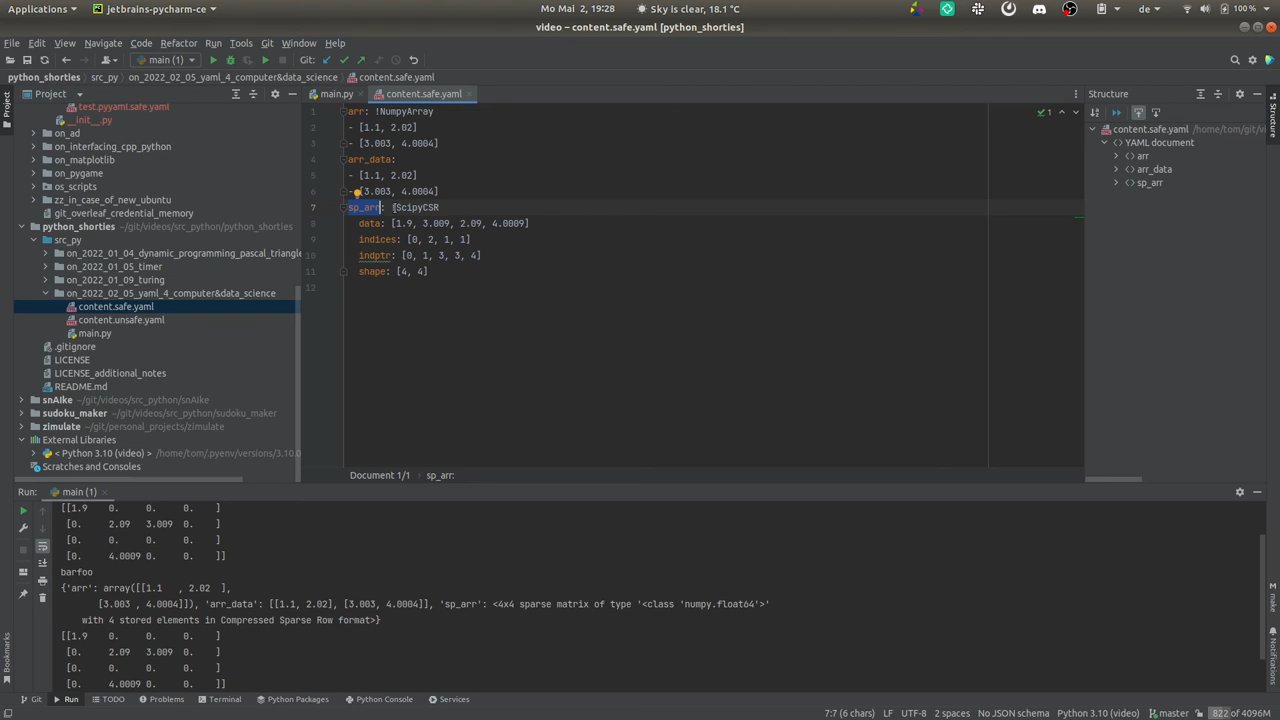 Applications jetbrains-pycharm-ce Mo Mai 2, 19:28 Sky is clear, 18.1 °C de 100 %
video – content.safe.yaml [python_shorties]
File Edit View Navigate Code Refactor Run Tools Git Window Help
main (1) Git:
python_shorties src_py on_2022_02_05_yaml_4_computer&data_science content.safe.yaml
Project main.py content.safe.yaml
test.pyyaml.safe.yaml
__init__.py
on_ad
on_interfacing_cpp_python
on_matplotlib
on_pygame
os_scripts
zz_in_case_of_new_ubuntu
git_overleaf_credential_memory
python_shorties ~/git/videos/src_python/python_shorties
src_py
on_2022_01_04_dynamic_programming_pascal_triangle
on_2022_01_05_timer
on_2022_01_09_turing
on_2022_02_05_yaml_4_computer&data_science
content.safe.yaml
content.unsafe.yaml
main.py
.gitignore
LICENSE
LICENSE_additional_notes
README.md
snAIke ~/git/videos/src_python/snAIke
sudoku_maker ~/git/videos/src_python/sudoku_maker
zimulate ~/git/personal_projects/zimulate
External Libraries
< Python 3.10 (video) > /home/tom/.pyenv/versions/3.10.0
Scratches and Consoles
1 arr: !NumpyArray
2 - [1.1, 2.02]
3 - [3.003, 4.0004]
4 arr_data:
5 - [1.1, 2.02]
6 - [3.003, 4.0004]
7 sp_arr: !ScipyCSR
8 data: [1.9, 3.009, 2.09, 4.0009]
9 indices: [0, 2, 1, 1]
10 indptr: [0, 1, 3, 3, 4]
11 shape: [4, 4]
12
1
Document 1/1 sp_arr:
content.safe.yaml /home/tom/git/v
YAML document
arr
arr_data
sp_arr
Project
Structure
Bookmarks
make
Notifications
Run: main (1)
[[1.9 0. 0. 0. ]
[0. 2.09 3.009 0. ]
[0. 0. 0. 0. ]
[0. 4.0009 0. 0. ]]
barfoo
{'arr': array([[1.1 , 2.02 ],
[3.003 , 4.0004]]), 'arr_data': [[1.1, 2.02], [3.003, 4.0004]], 'sp_arr': <4x4 sparse matrix of type '<class 'numpy.float64'>'
with 4 stored elements in Compressed Sparse Row format>}
[[1.9 0. 0. 0. ]
[0. 2.09 3.009 0. ]
[0. 0. 0. 0. ]
[0. 4.0009 0. 0. ]]
Git Run TODO Problems Terminal Python Packages Python Console Services
7:7 (6 chars) LF UTF-8 2 spaces No JSON schema Python 3.10 (video) master 822 of 4096M